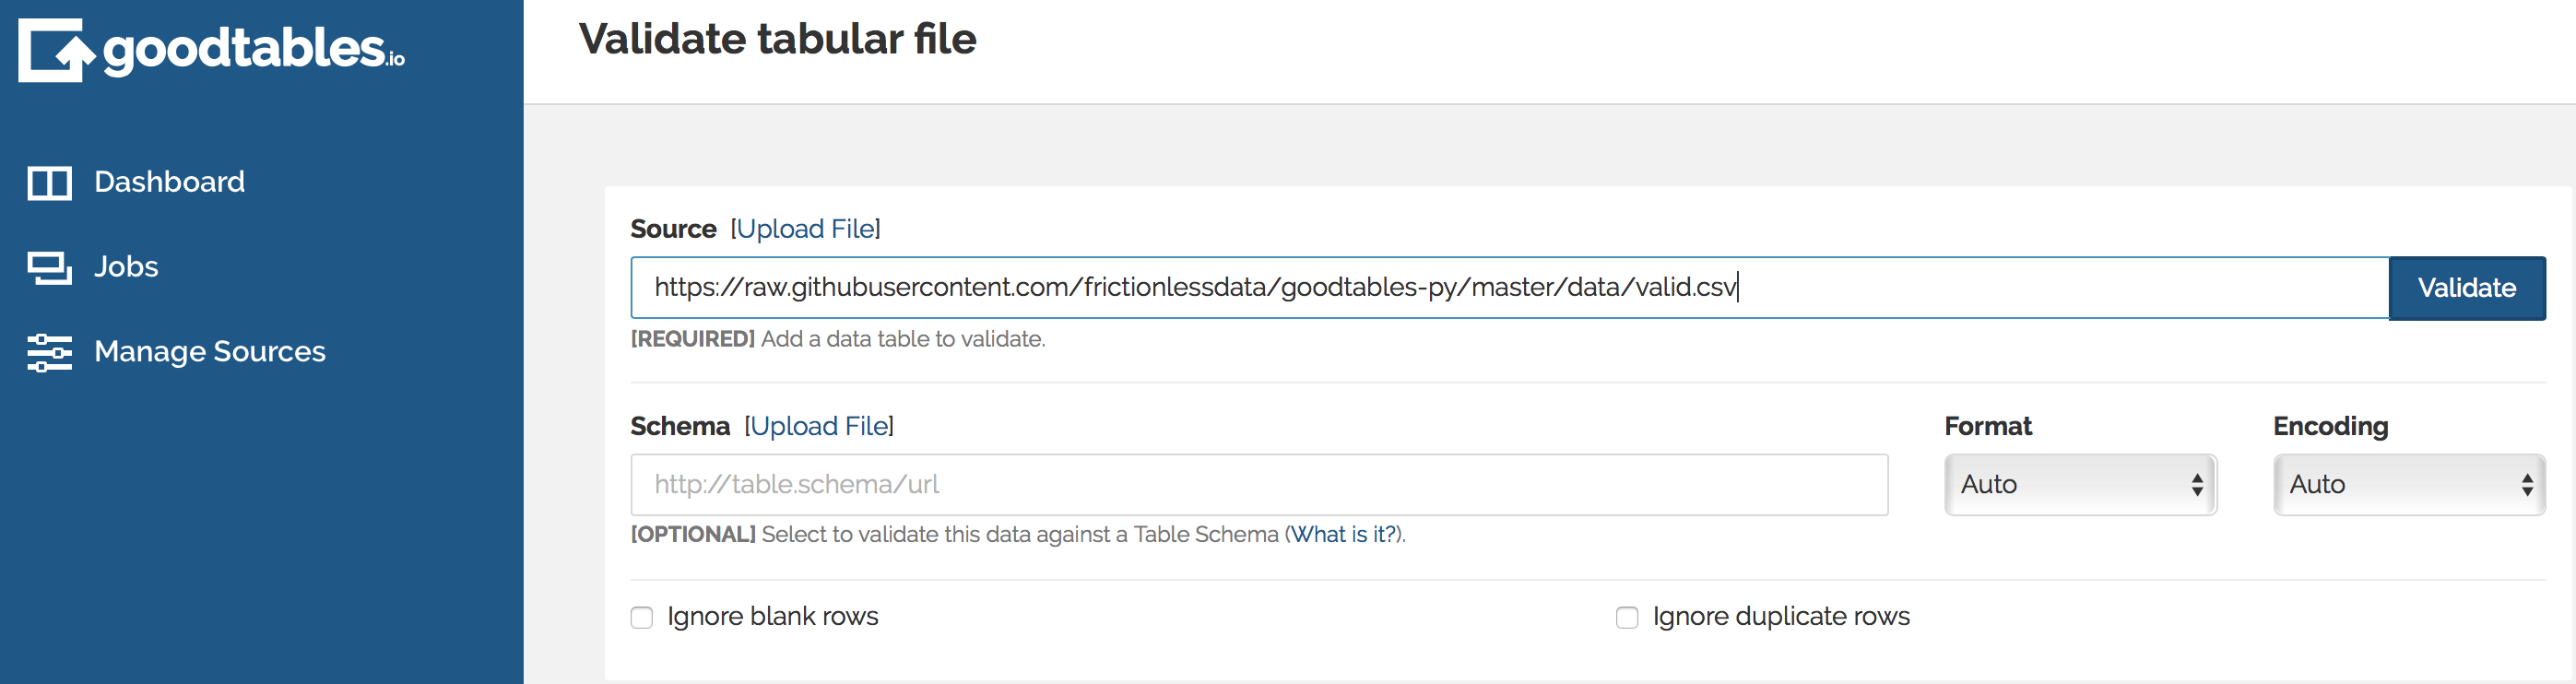 goodtables.io
Dashboard
Jobs
Manage Sources
Validate tabular file
Source [Upload File]
https://raw.githubusercontent.com/frictionlessdata/goodtables-py/master/data/valid.csv
Validate
[REQUIRED] Add a data table to validate.
Schema [Upload File]
Format
Encoding
http://table.schema/url
Auto
Auto
[OPTIONAL] Select to validate this data against a Table Schema (What is it?).
Ignore blank rows
Ignore duplicate rows